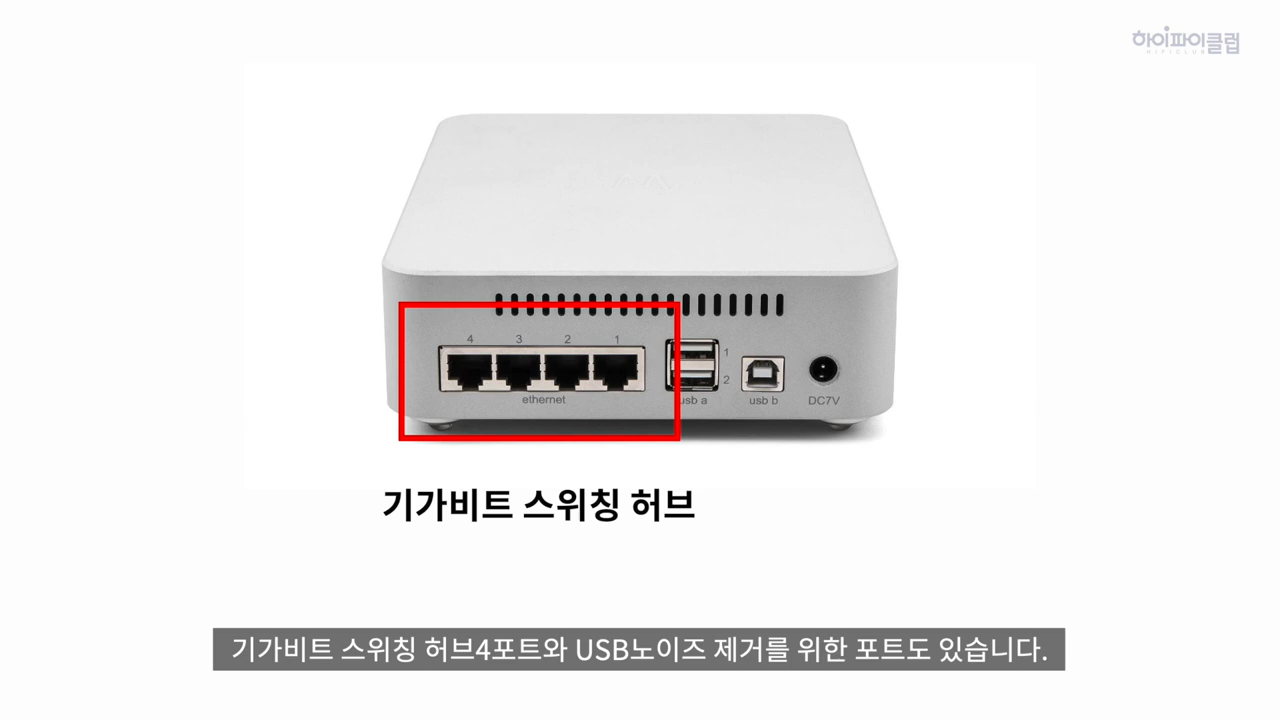 하이파이클럽
HIFICLUB
4 3 2 1
ethernet
1
2
usb a
usb b
DC7V
기가비트 스위칭 허브
기가비트 스위칭 허브4포트와 USB노이즈 제거를 위한 포트도 있습니다.